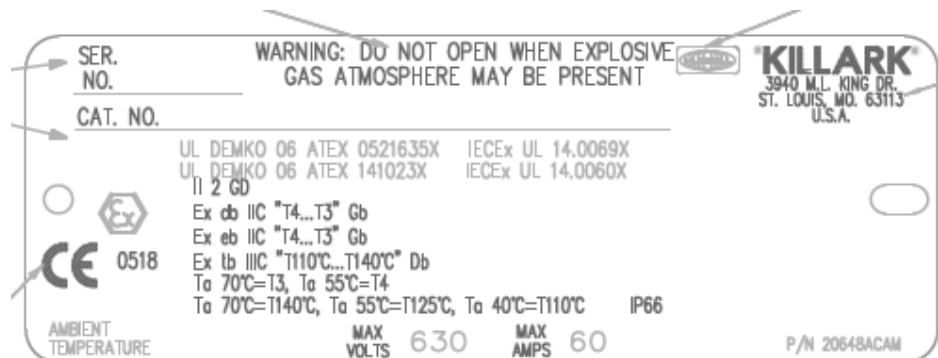 SER.
NO.
WARNING: DO NOT OPEN WHEN EXPLOSIVE
GAS ATMOSPHERE MAY BE PRESENT
KILLARK
3940 M.L. KING DR.
ST. LOUIS, MO. 63113
U.S.A.
CAT. NO.
UL DEMKO 06 ATEX 0521635X IECEx UL 14.0069X
UL DEMKO 06 ATEX 141023X IECEx UL 14.0060X
II 2 GD
Ex db IIC "T4...T3" Gb
Ex eb IIC "T4...T3" Gb
Ex tb IIIC "T110℃...T140℃" Db
Ta 70℃=T3, Ta 55℃=T4
Ta 70℃=T140℃, Ta 55℃=T125℃, Ta 40℃=T110℃ IP66
Ex
CE 0518
AMBIENT
TEMPERATURE
MAX
VOLTS 630
MAX
AMPS 60
P/N 20648ACAM